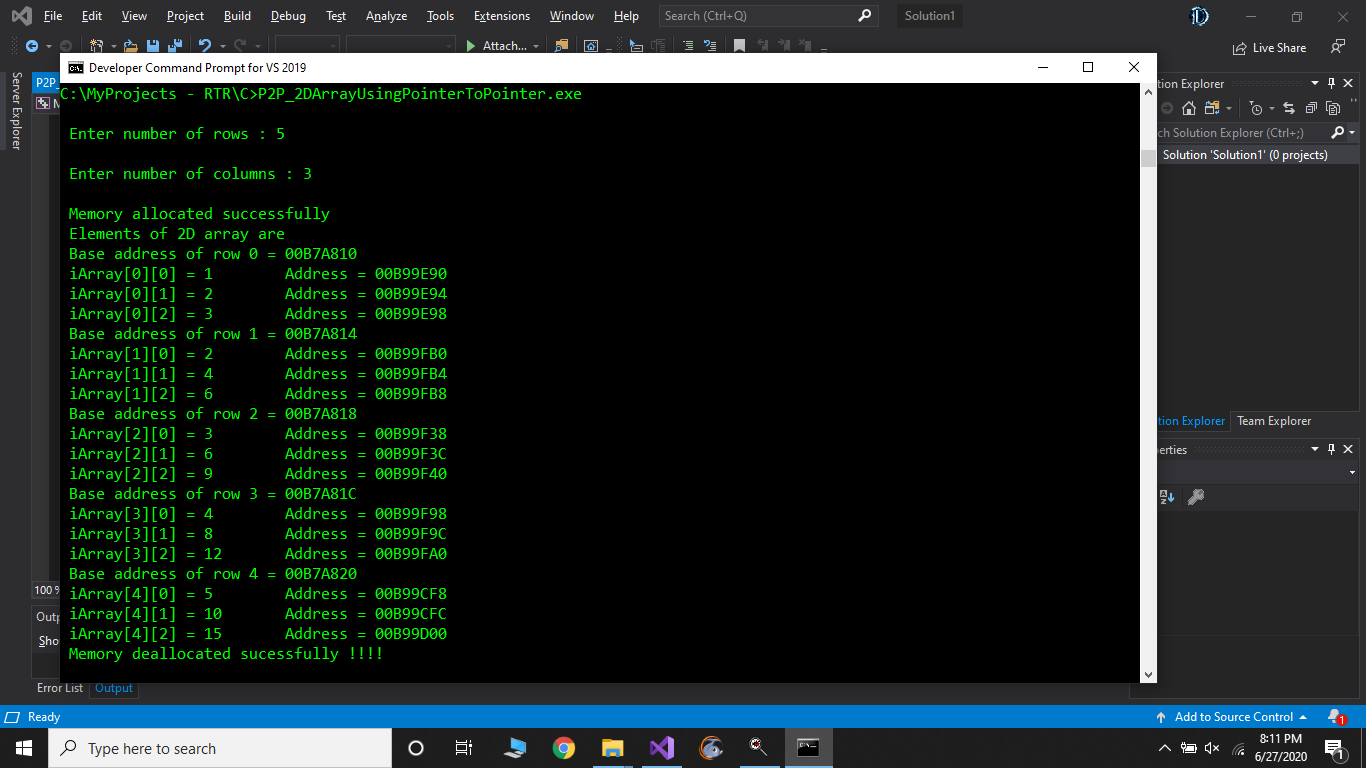 File Edit View Project Build Debug Test Analyze Tools Extensions Window Help Search (Ctrl+Q) Solution1
Attach...
Live Share
Server Explorer
P2P_
Developer Command Prompt for VS 2019
C:\MyProjects - RTR\C>P2P_2DArrayUsingPointerToPointer.exe
Enter number of rows : 5
Enter number of columns : 3
Memory allocated successfully
Elements of 2D array are
Base address of row 0 = 00B7A810
iArray[0][0] = 1 Address = 00B99E90
iArray[0][1] = 2 Address = 00B99E94
iArray[0][2] = 3 Address = 00B99E98
Base address of row 1 = 00B7A814
iArray[1][0] = 2 Address = 00B99FB0
iArray[1][1] = 4 Address = 00B99FB4
iArray[1][2] = 6 Address = 00B99FB8
Base address of row 2 = 00B7A818
iArray[2][0] = 3 Address = 00B99F38
iArray[2][1] = 6 Address = 00B99F3C
iArray[2][2] = 9 Address = 00B99F40
Base address of row 3 = 00B7A81C
iArray[3][0] = 4 Address = 00B99F98
iArray[3][1] = 8 Address = 00B99F9C
iArray[3][2] = 12 Address = 00B99FA0
Base address of row 4 = 00B7A820
iArray[4][0] = 5 Address = 00B99CF8
iArray[4][1] = 10 Address = 00B99CFC
iArray[4][2] = 15 Address = 00B99D00
Memory deallocated sucessfully !!!!
tion Explorer
ch Solution Explorer (Ctrl+;)
Solution 'Solution1' (0 projects)
tion Explorer Team Explorer
erties
100 %
Outp
Sho
Error List Output
Ready
Add to Source Control
1
Type here to search
8:11 PM
6/27/2020
1